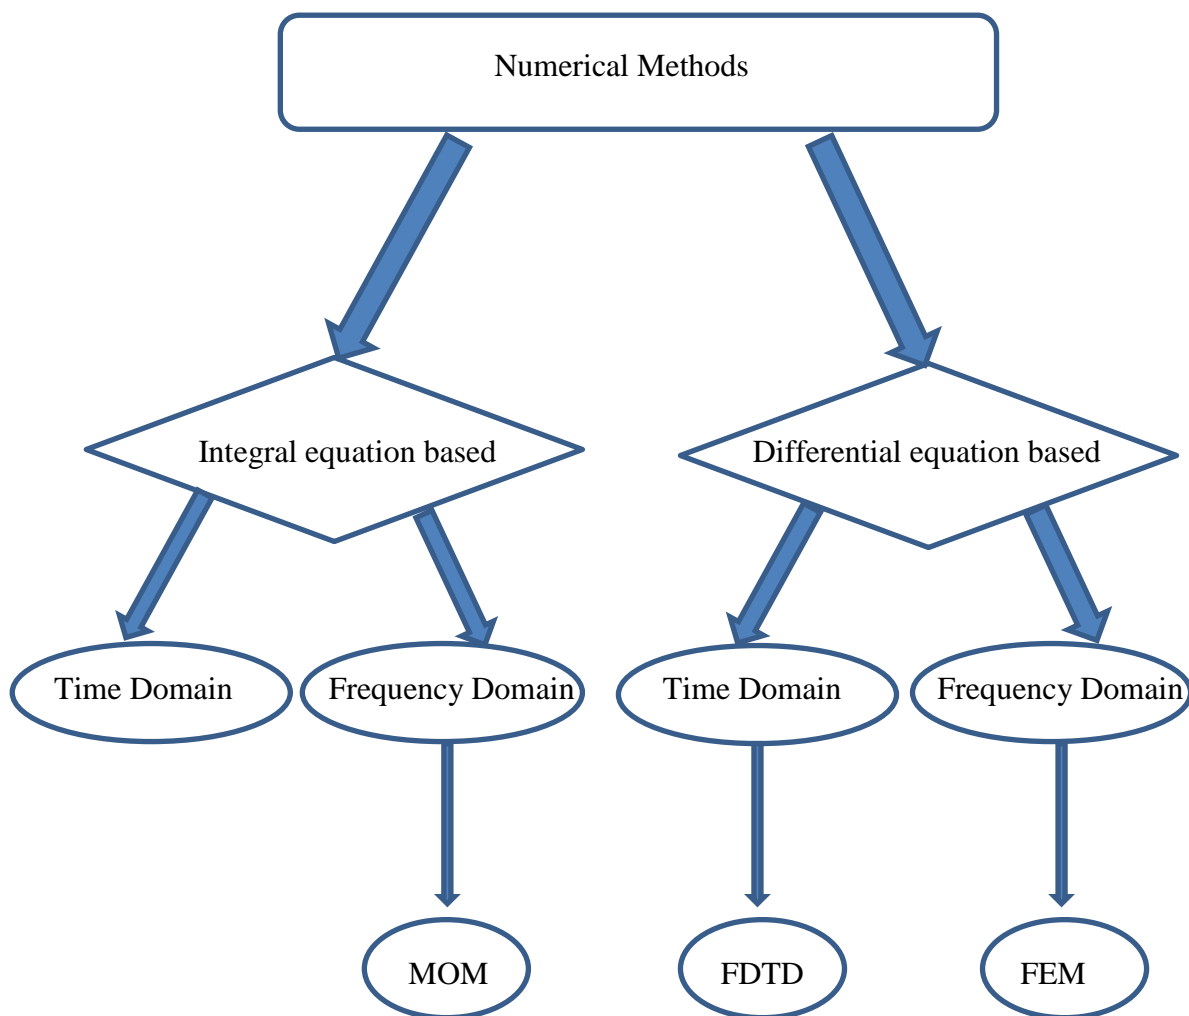 Numerical Methods
Integral equation based
Differential equation based
Time Domain
Frequency Domain
Time Domain
Frequency Domain
MOM
FDTD
FEM